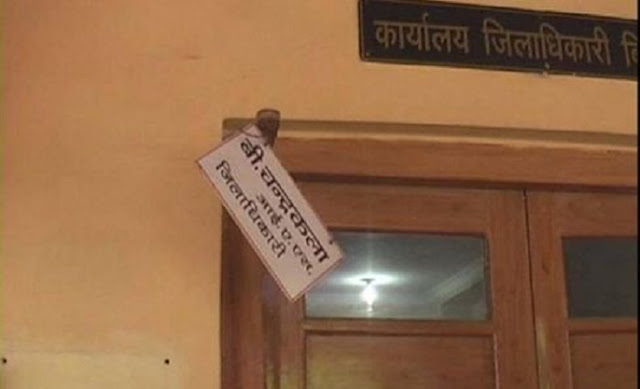 कार्यालय जिलाधिकारी
बी.चन्द्रकला
आई.ए.एस.
जिलाधिकारी